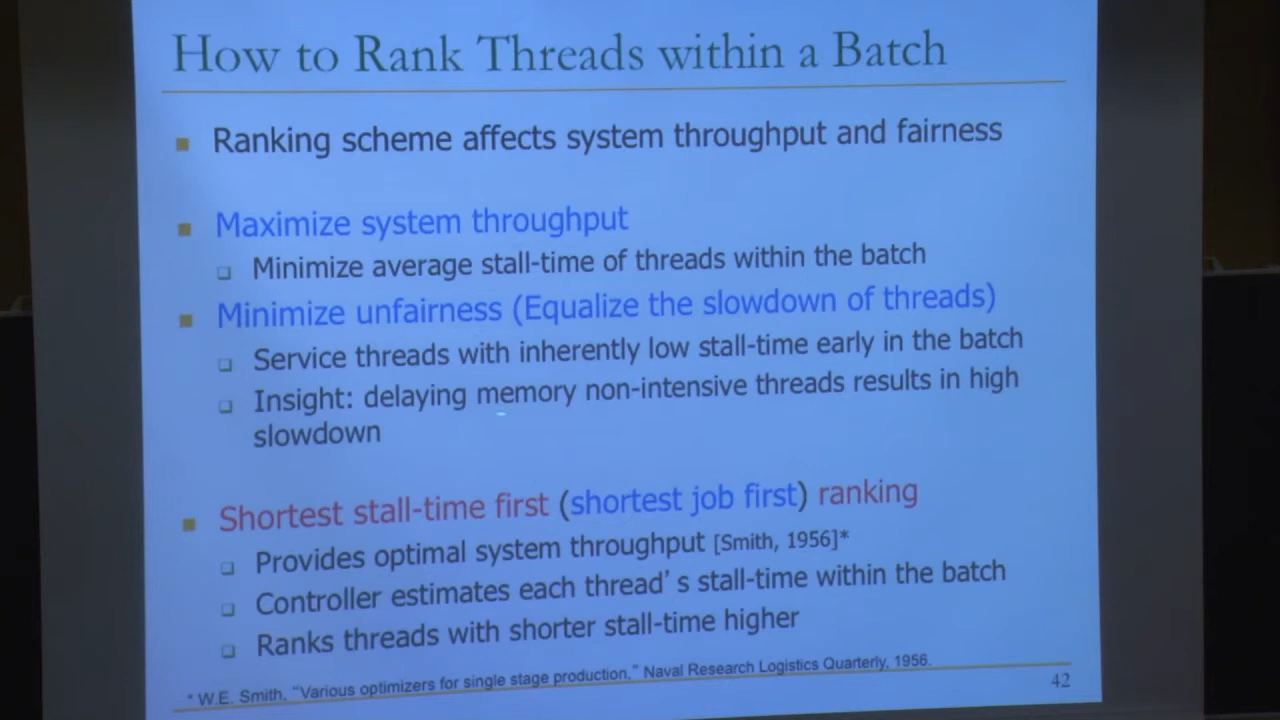 How to Rank Threads within a Batch
Ranking scheme affects system throughput and fairness
Maximize system throughput
Minimize average stall-time of threads within the batch
Minimize unfairness (Equalize the slowdown of threads)
Service threads with inherently low stall-time early in the batch
Insight: delaying memory non-intensive threads results in high
slowdown
Shortest stall-time first (shortest job first) ranking
Provides optimal system throughput [Smith, 1956]*
Controller estimates each thread's stall-time within the batch
Ranks threads with shorter stall-time higher
* W.E. Smith, "Various optimizers for single stage production," Naval Research Logistics Quarterly, 1956.
42